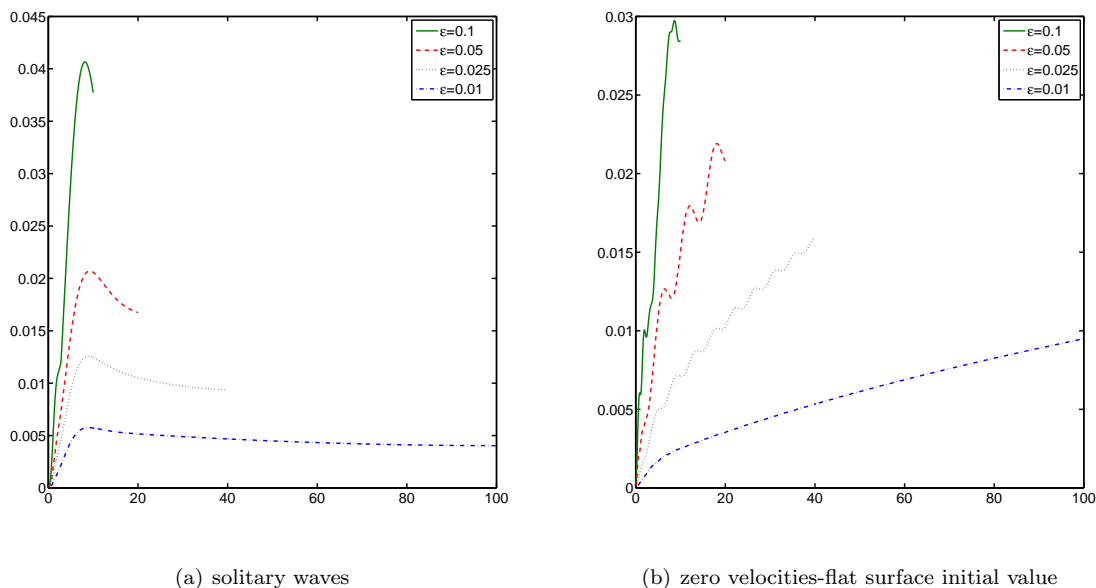 0.045
0.04
0.035
0.03
0.025
0.02
0.015
0.01
0.005
0
0 20 40 60 80 100
ε=0.1
ε=0.05
ε=0.025
ε=0.01
(a) solitary waves
0.03
0.025
0.02
0.015
0.01
0.005
0
0 20 40 60 80 100
ε=0.1
ε=0.05
ε=0.025
ε=0.01
(b) zero velocities-flat surface initial value